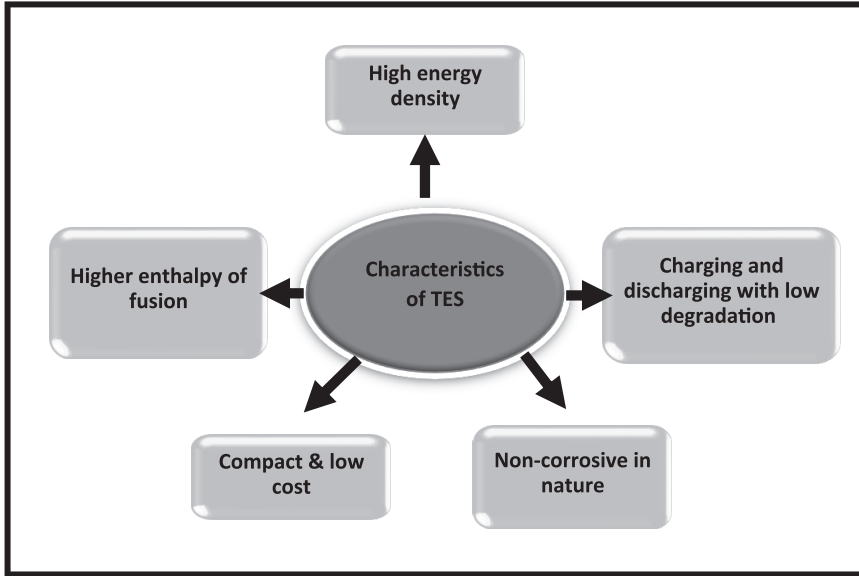 High energy
density
Higher enthalpy of
fusion
Characteristics
of TES
Charging and
discharging with low
degradation
Compact & low
cost
Non-corrosive in
nature